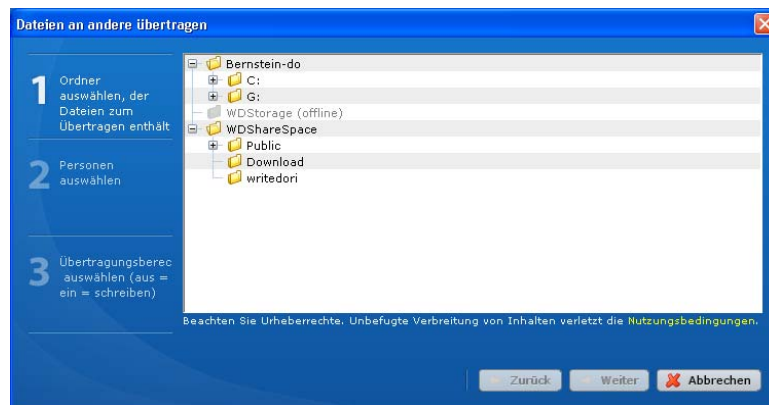 Dateien an andere übertragen
1
Ordner
auswählen, der
Dateien zum
Übertragen enthält
2
Personen
auswählen
3
Übertragungsberec
auswählen (aus =
ein = schreiben)
Bernstein-do
C:
G:
WDStorage (offline)
WDShareSpace
Public
Download
writedori
Beachten Sie Urheberrechte. Unbefugte Verbreitung von Inhalten verletzt die Nutzungsbedingungen.
Zurück
Weiter
Abbrechen